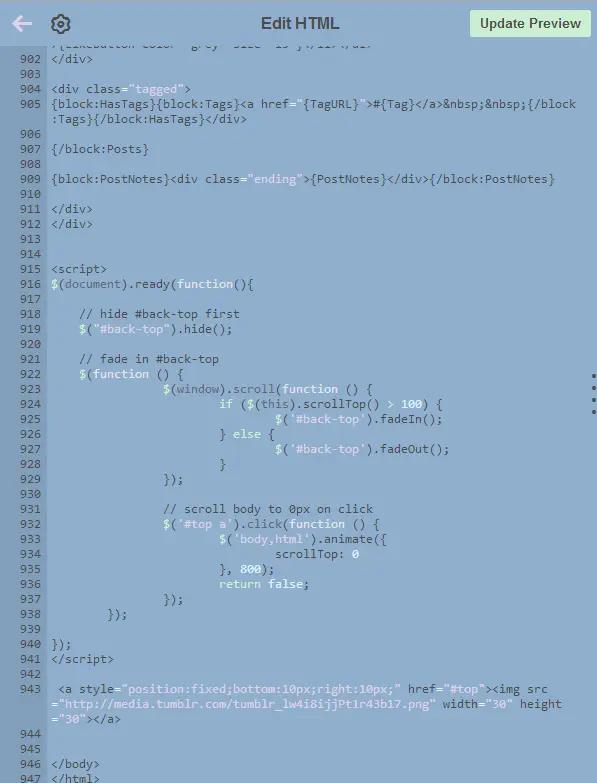 Edit HTML
Update Preview
902 </div>
903
904 <div class="tagged">
905 {block:HasTags}{block:Tags}<a href="{TagURL}">#{Tag}</a>&nbsp;&nbsp;{/block
:Tags}{/block:HasTags}</div>
906
907 {/block:Posts}
908
909 {block:PostNotes}<div class="ending">{PostNotes}</div>{/block:PostNotes}
910
911 </div>
912 </div>
913
914
915 <script>
916 $(document).ready(function(){
917
918 // hide #back-top first
919 $("#back-top").hide();
920
921 // fade in #back-top
922 $(function () {
923 $(window).scroll(function () {
924 if ($(this).scrollTop() > 100) {
925 $('#back-top').fadeIn();
926 } else {
927 $('#back-top').fadeOut();
928 }
929 });
930
931 // scroll body to 0px on click
932 $('#top a').click(function () {
933 $('body,html').animate({
934 scrollTop: 0
935 }, 800);
936 return false;
937 });
938 });
939
940 });
941 </script>
942
943 <a style="position:fixed;bottom:10px;right:10px;" href="#top"><img src
="http://media.tumblr.com/tumblr_lw4i8ijjPt1r43b17.png" width="30" height
="30"></a>
944
945
946 </body>
947 </html>